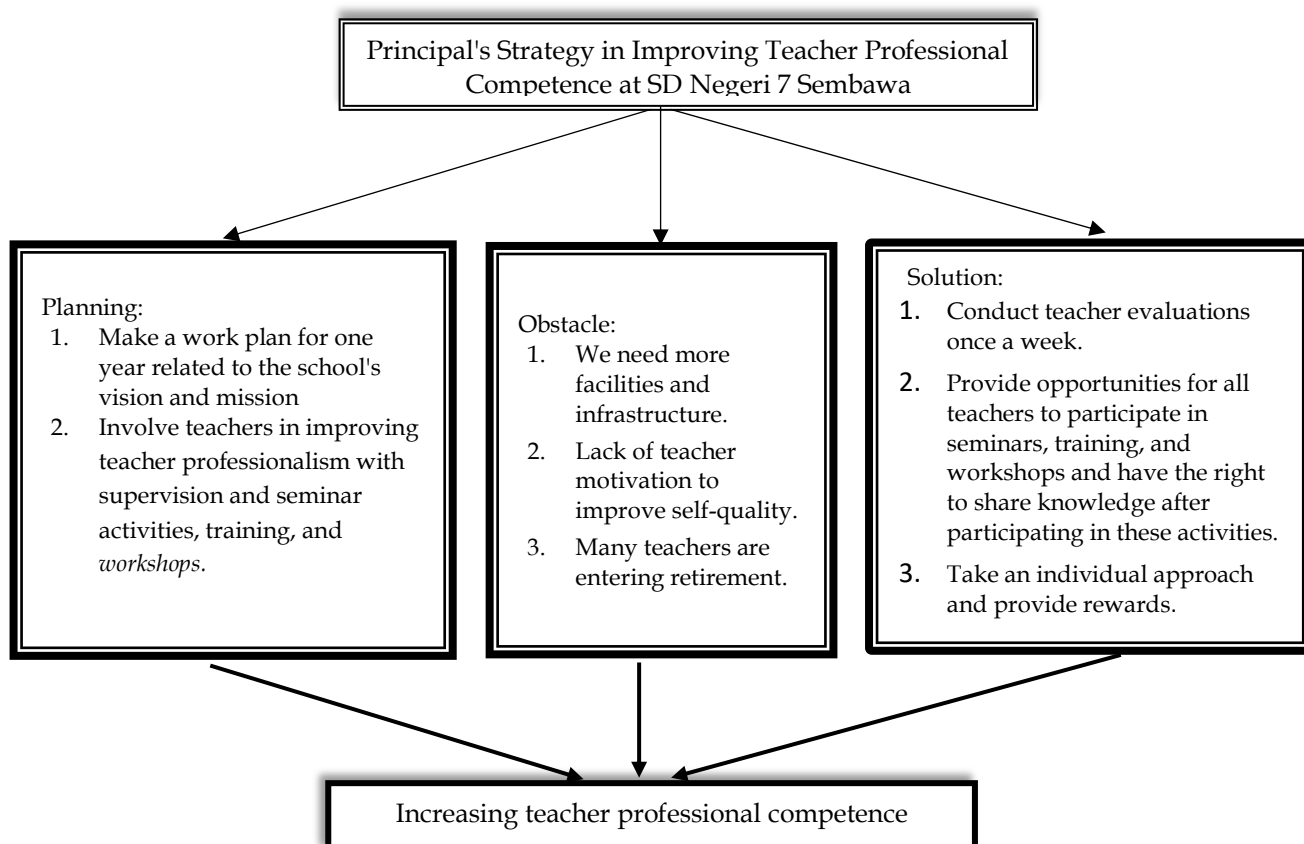 Principal's Strategy in Improving Teacher Professional
Competence at SD Negeri 7 Sembawa
Planning:
1. Make a work plan for one
year related to the school's
vision and mission
2. Involve teachers in improving
teacher professionalism with
supervision and seminar
activities, training, and
workshops.
Obstacle:
1. We need more
facilities and
infrastructure.
2. Lack of teacher
motivation to
improve self-quality.
3. Many teachers are
entering retirement.
Solution:
1. Conduct teacher evaluations
once a week.
2. Provide opportunities for all
teachers to participate in
seminars, training, and
workshops and have the right
to share knowledge after
participating in these activities.
3. Take an individual approach
and provide rewards.
Increasing teacher professional competence